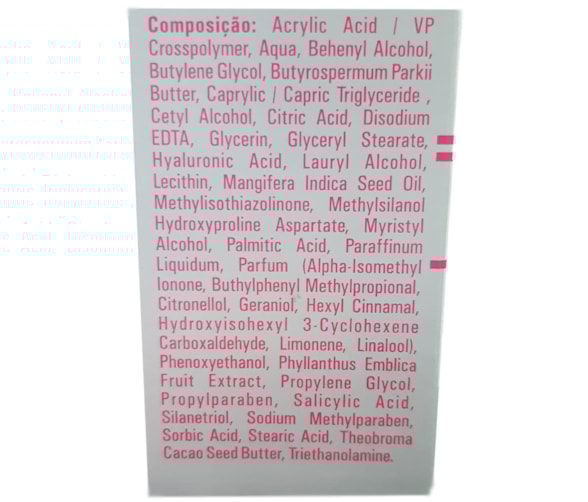 Composição: Acrylic Acid / VP
Crosspolymer, Aqua, Behenyl Alcohol,
Butylene Glycol, Butyrospermum Parkii
Butter, Caprylic / Capric Triglyceride ,
Cetyl Alcohol, Citric Acid, Disodium
EDTA, Glycerin, Glyceryl Stearate,
Hyaluronic Acid, Lauryl Alcohol,
Lecithin, Mangifera Indica Seed Oil,
Methylisothiazolinone, Methylsilanol
Hydroxyproline Aspartate, Myristyl
Alcohol, Palmitic Acid, Paraffinum
Liquidum, Parfum (Alpha-Isomethyl
Ionone, Buthylphenyl Methylpropional,
Citronellol, Geraniol, Hexyl Cinnamal,
Hydroxyisohexyl 3-Cyclohexene
Carboxaldehyde, Limonene, Linalool),
Phenoxyethanol, Phyllanthus Emblica
Fruit Extract, Propylene Glycol,
Propylparaben, Salicylic Acid,
Silanetriol, Sodium Methylparaben,
Sorbic Acid, Stearic Acid, Theobroma
Cacao Seed Butter, Triethanolamine.